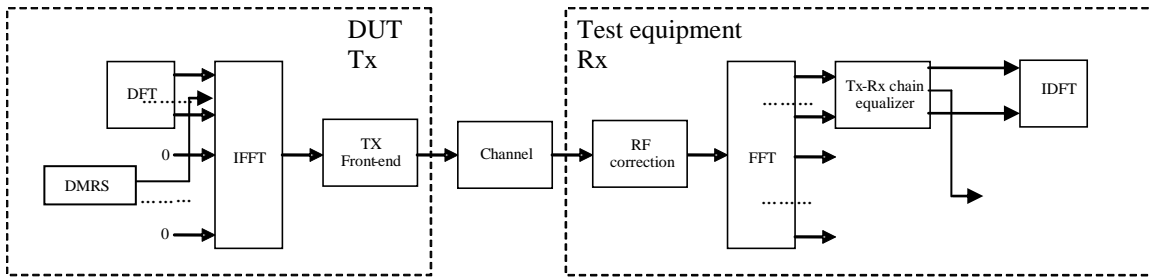 DUT
Tx
Test equipment
Rx
DFT
………
0
DMRS
………
0
IFFT
TX
Front-end
Channel
RF
correction
FFT
………
………
Tx-Rx chain
equalizer
IDFT